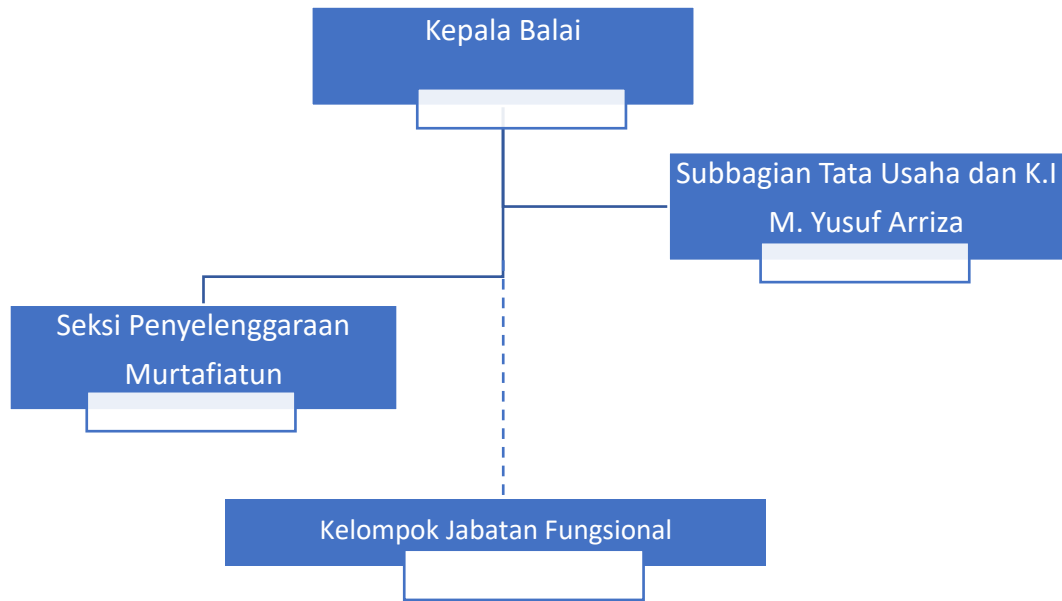 Kepala Balai
Subbagian Tata Usaha dan K.I
M. Yusuf Arriza
Seksi Penyelenggaraan
Murtafiatun
Kelompok Jabatan Fungsional